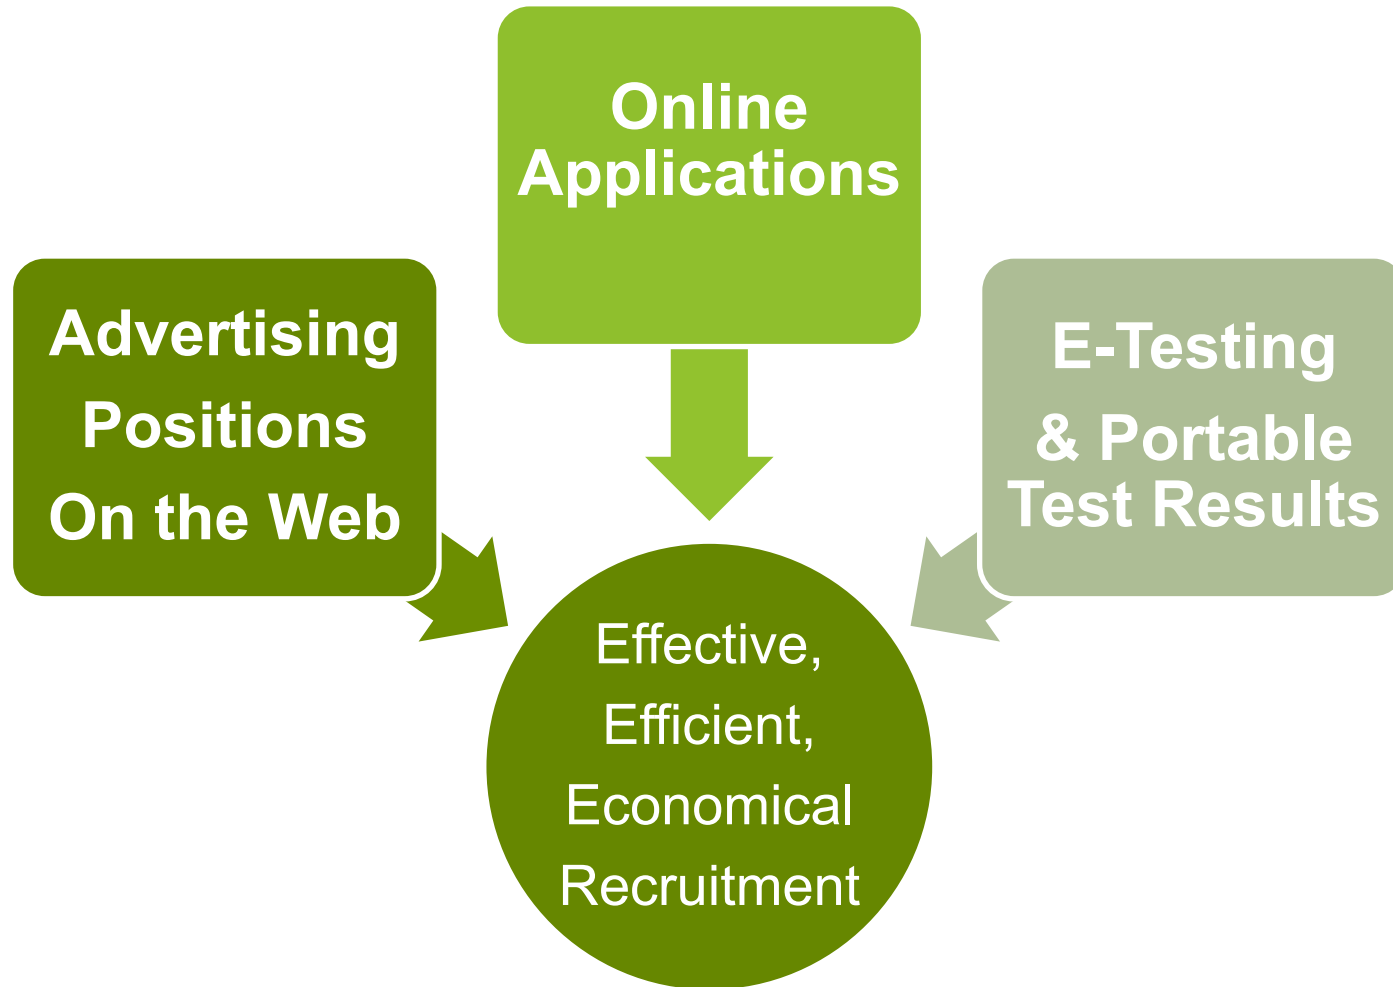 Online
Applications
Advertising
Positions
On the Web
E-Testing
& Portable
Test Results
Effective,
Efficient,
Economical
Recruitment